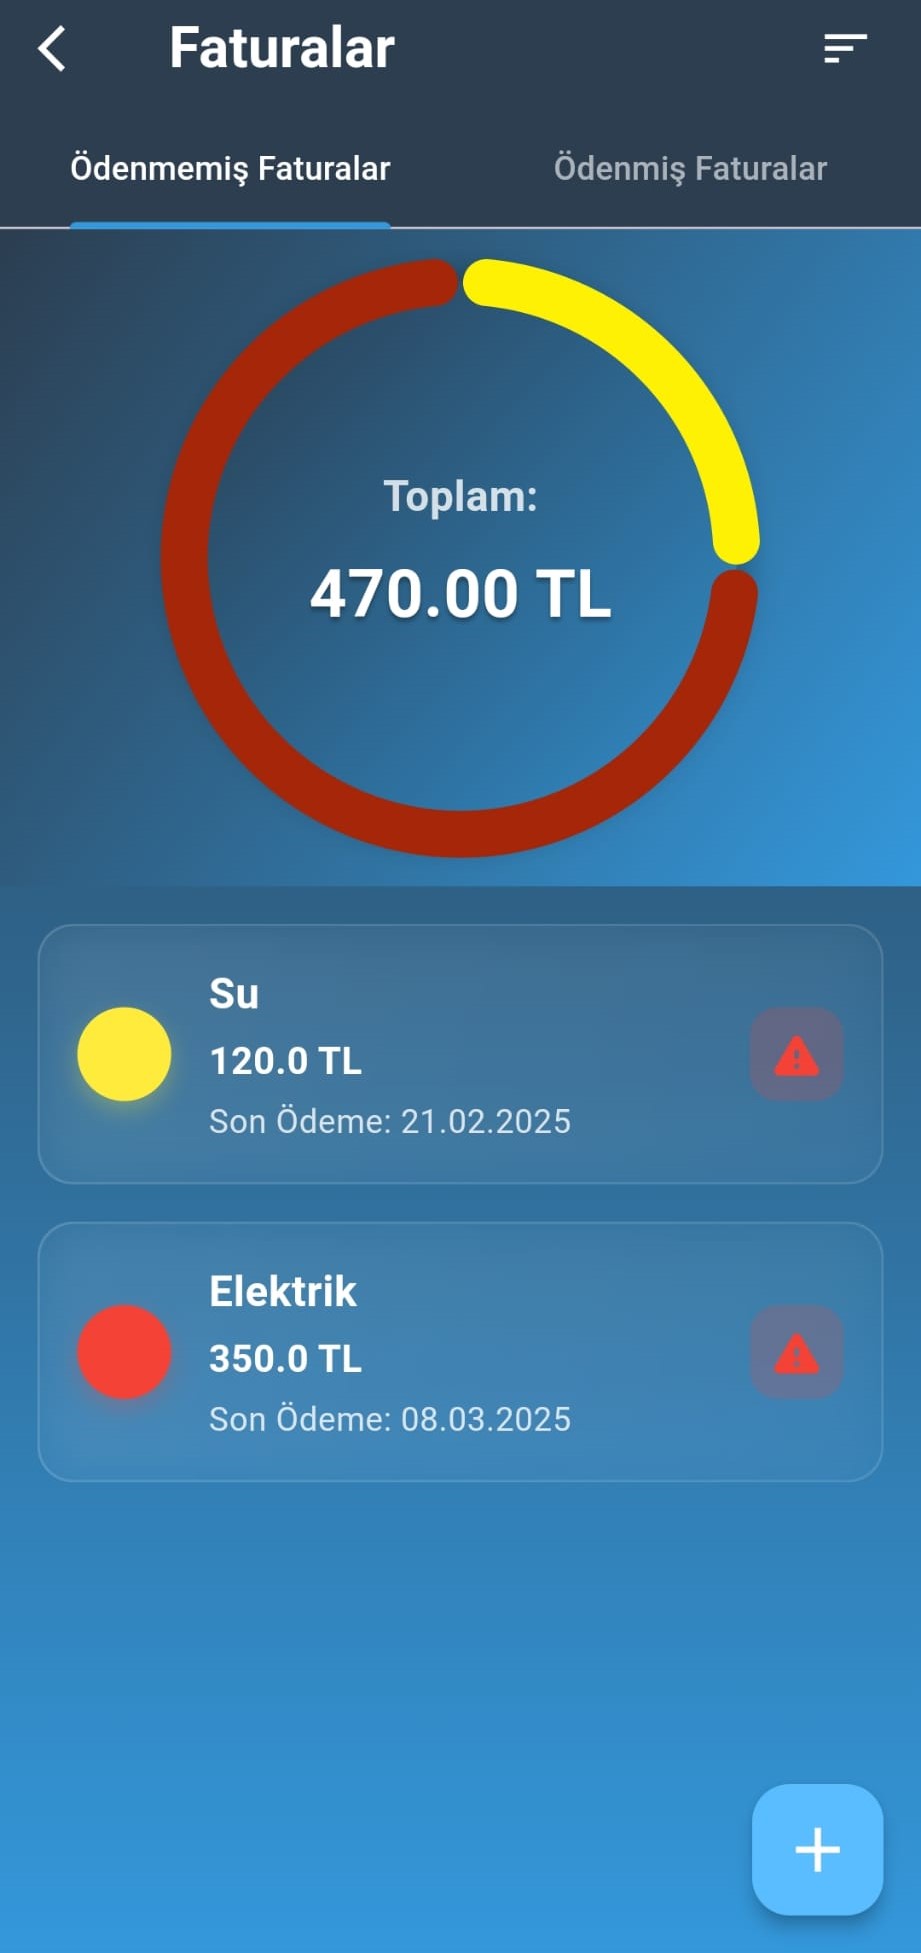 Faturalar
Ödenmemiş Faturalar
Ödenmiş Faturalar
Toplam:
470.00 TL
Su
120.0 TL
Son Ödeme: 21.02.2025
Elektrik
350.0 TL
Son Ödeme: 08.03.2025